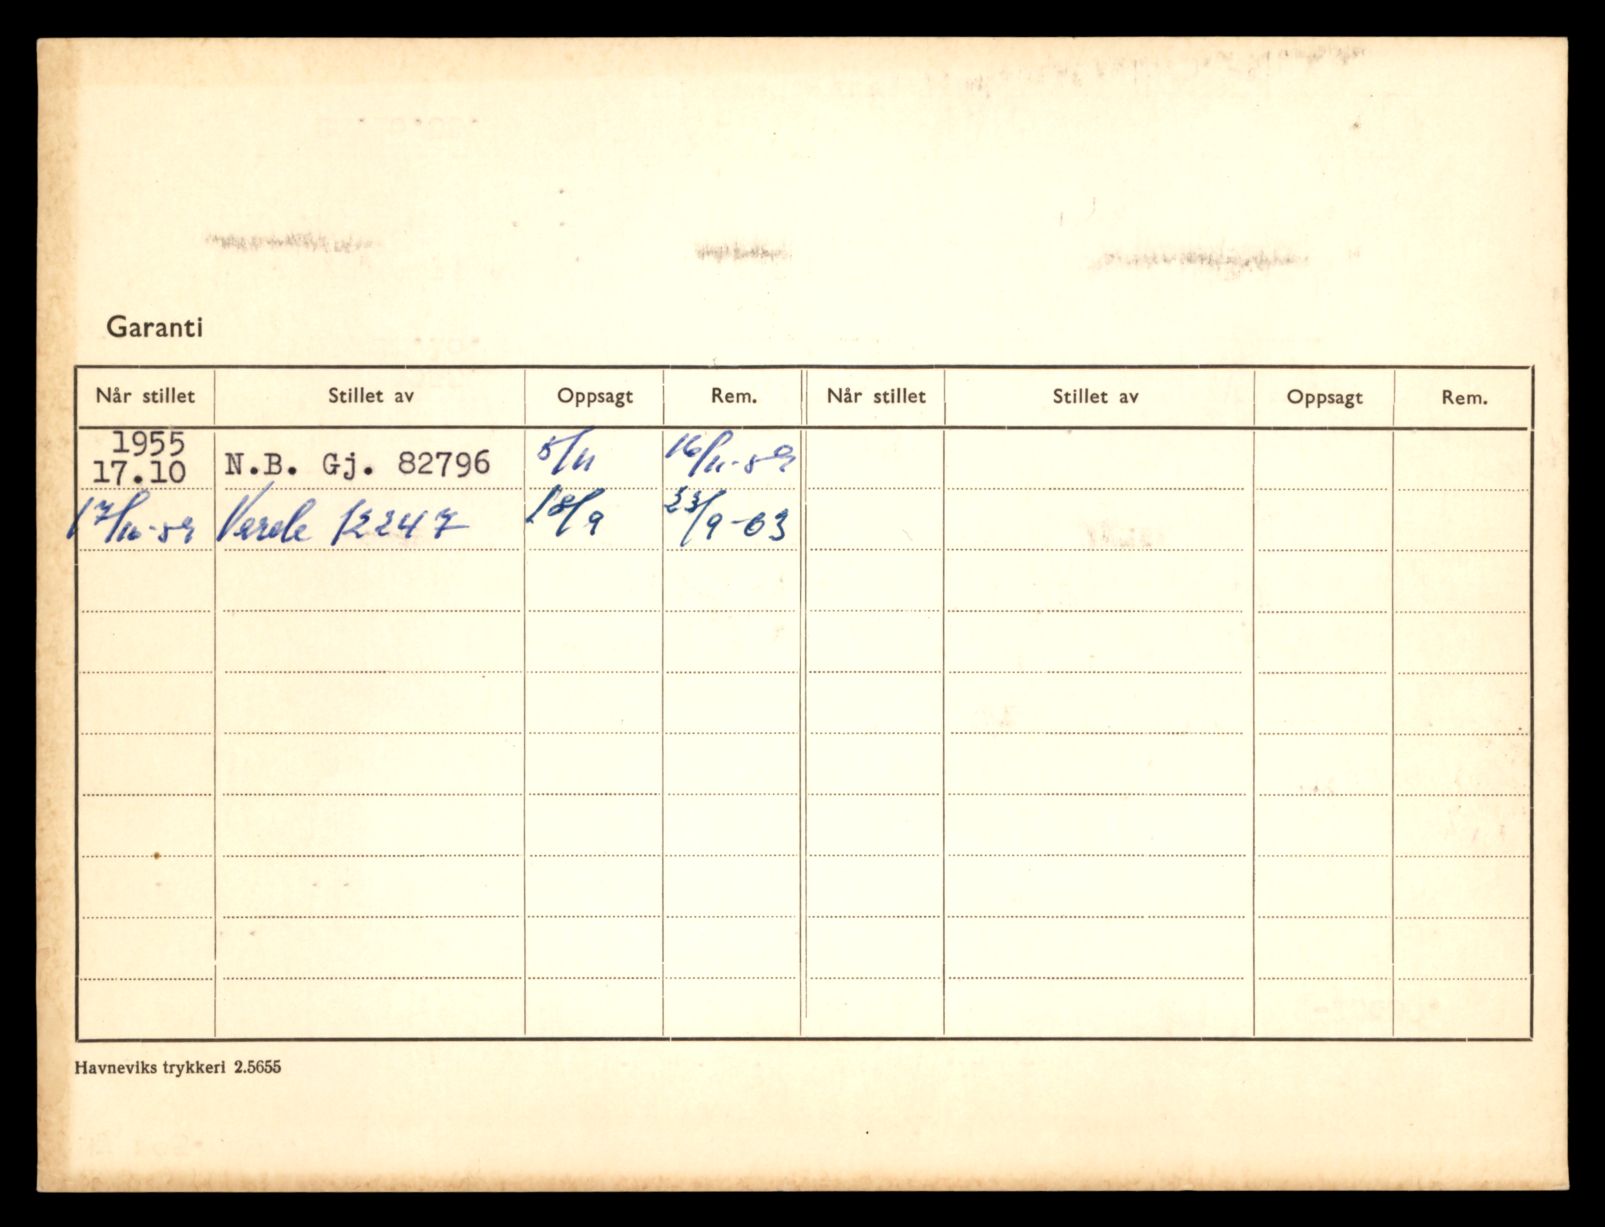 Garanti
Når stillet Stillet av Oppsagt Rem. Når stillet Stillet av Oppsagt Rem.
1955
17.10 N.B. Gj. 82796 5/11 16/11-59
17/11-59 Verde 12247 18/9 23/9-63
Havneviks trykkeri 2.5655